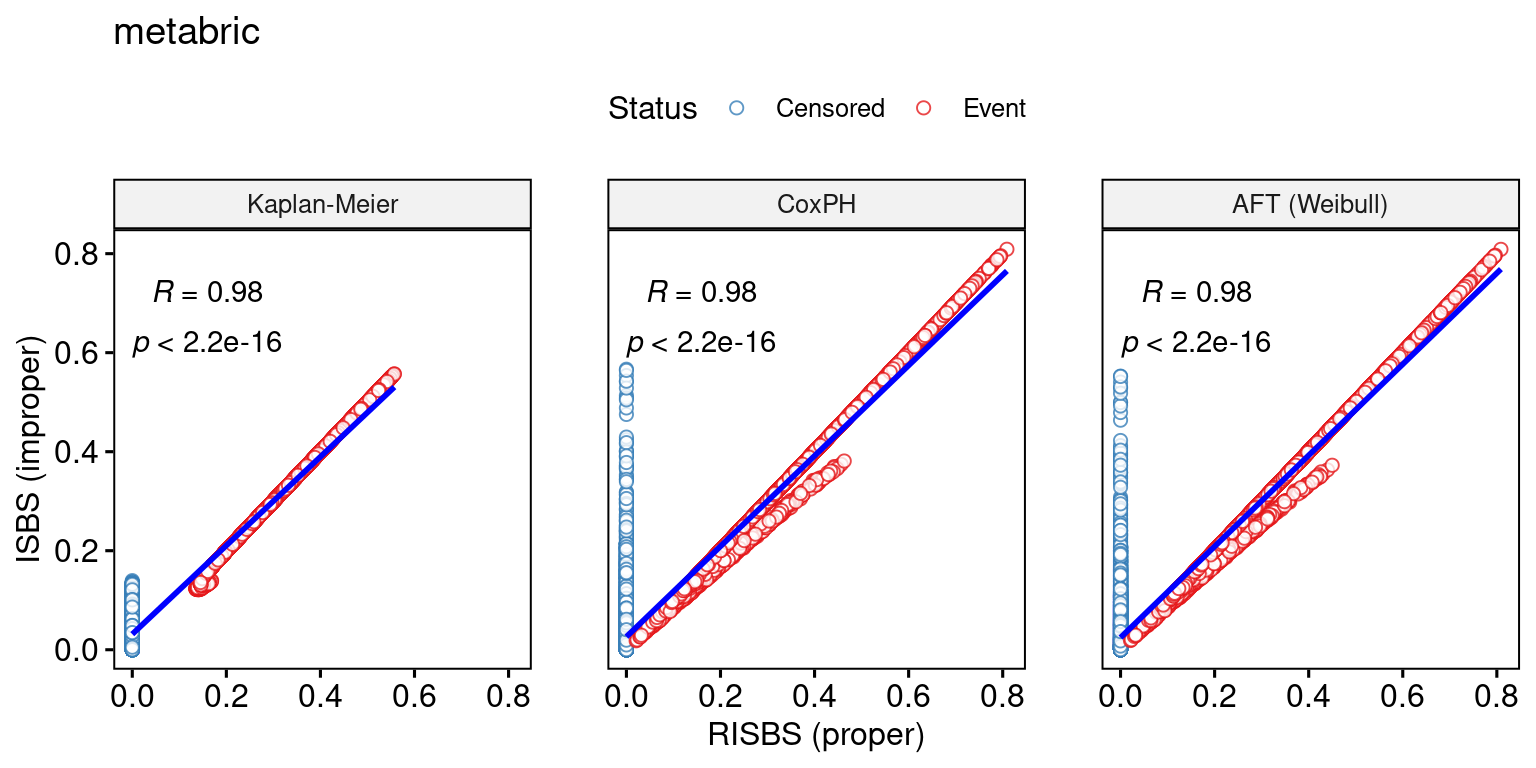 metabric
Status Censored Event
Kaplan-Meier CoxPH AFT (Weibull)
ISBS (improper)
0.8
0.6
0.4
0.2
0.0
R = 0.98
p < 2.2e-16
R = 0.98
p < 2.2e-16
R = 0.98
p < 2.2e-16
0.0 0.2 0.4 0.6 0.8 0.0 0.2 0.4 0.6 0.8 0.0 0.2 0.4 0.6 0.8
RISBS (proper)